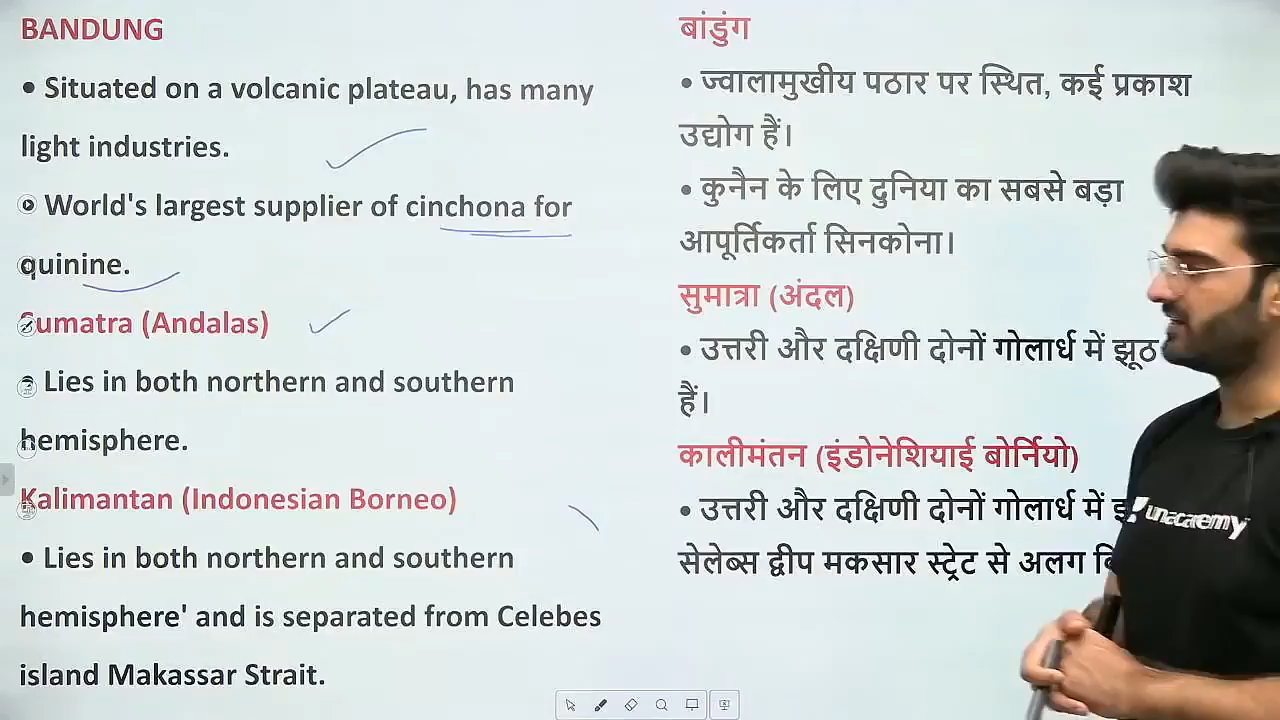 BANDUNG
• Situated on a volcanic plateau, has many
light industries.
• World's largest supplier of cinchona for
quinine.
Sumatra (Andalas)
• Lies in both northern and southern
hemisphere.
Kalimantan (Indonesian Borneo)
• Lies in both northern and southern
hemisphere' and is separated from Celebes
island Makassar Strait.
बांडुंग
• ज्वालामुखीय पठार पर स्थित, कई प्रकाश
उद्योग हैं।
• कुनैन के लिए दुनिया का सबसे बड़ा
आपूर्तिकर्ता सिनकोना।
सुमात्रा (अंदल)
• उत्तरी और दक्षिणी दोनों गोलार्ध में झूठ
हैं।
कालीमंतन (इंडोनेशियाई बोर्नियो)
• उत्तरी और दक्षिणी दोनों गोलार्ध में
सेलेब्स द्वीप मकसार स्ट्रेट से अलग
unacademy